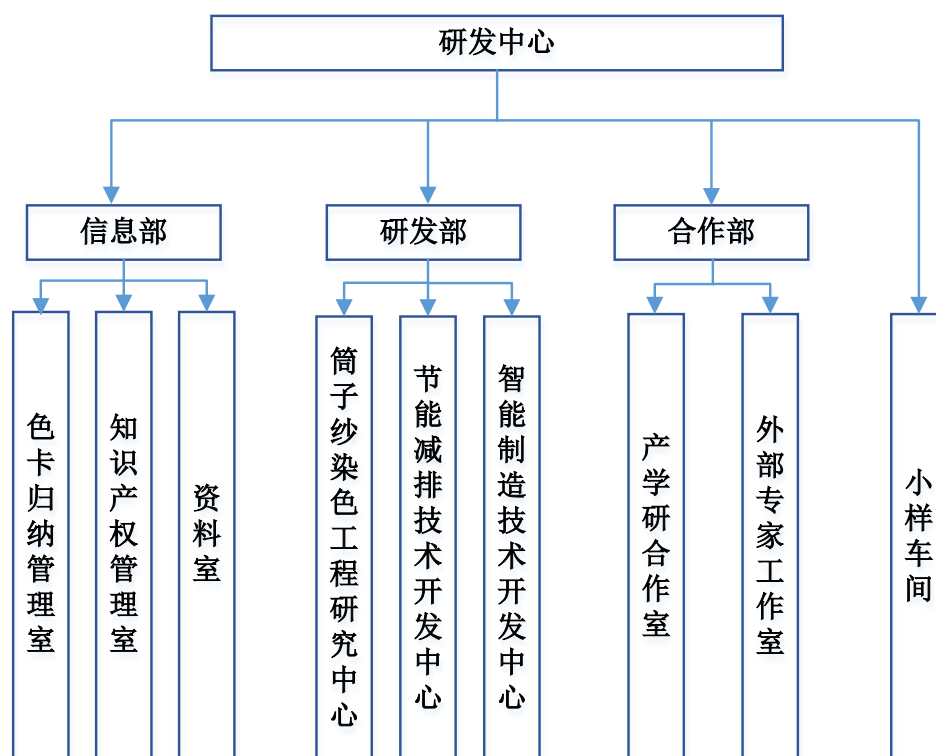 研发中心
信息部
研发部
合作部
色卡归纳管理室
知识产权管理室
资料室
筒子纱染色工程研究中心
节能减排技术开发中心
智能制造技术开发中心
产学研合作室
外部专家工作室
小样车间